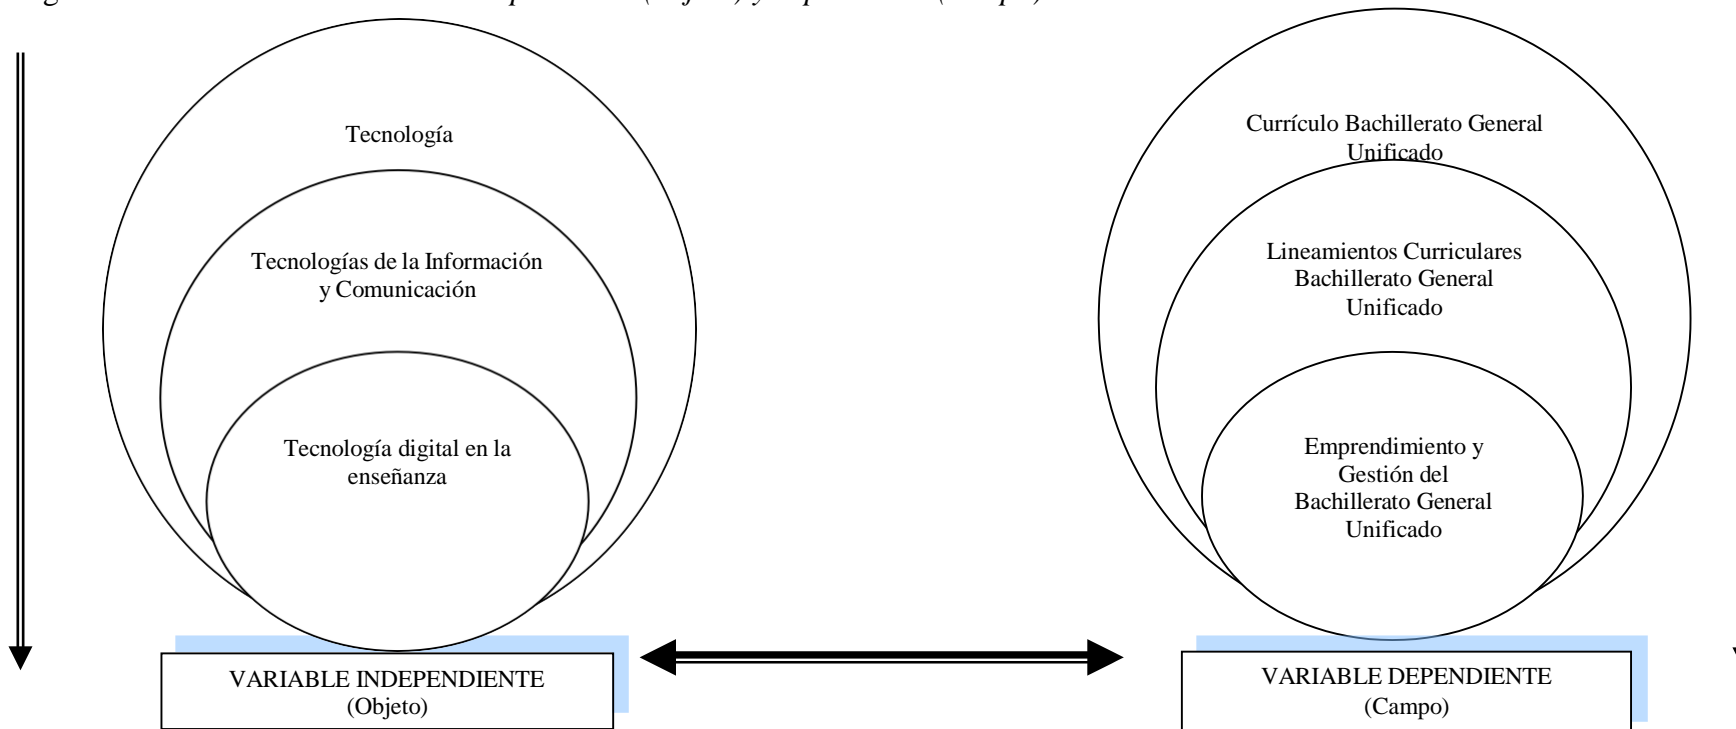 Tecnología
Tecnologías de la Información
y Comunicación
Tecnología digital en la
enseñanza
VARIABLE INDEPENDIENTE
(Objeto)
Currículo Bachillerato General
Unificado
Lineamientos Curriculares
Bachillerato General
Unificado
Emprendimiento y
Gestión del
Bachillerato General
Unificado
VARIABLE DEPENDIENTE
(Campo)